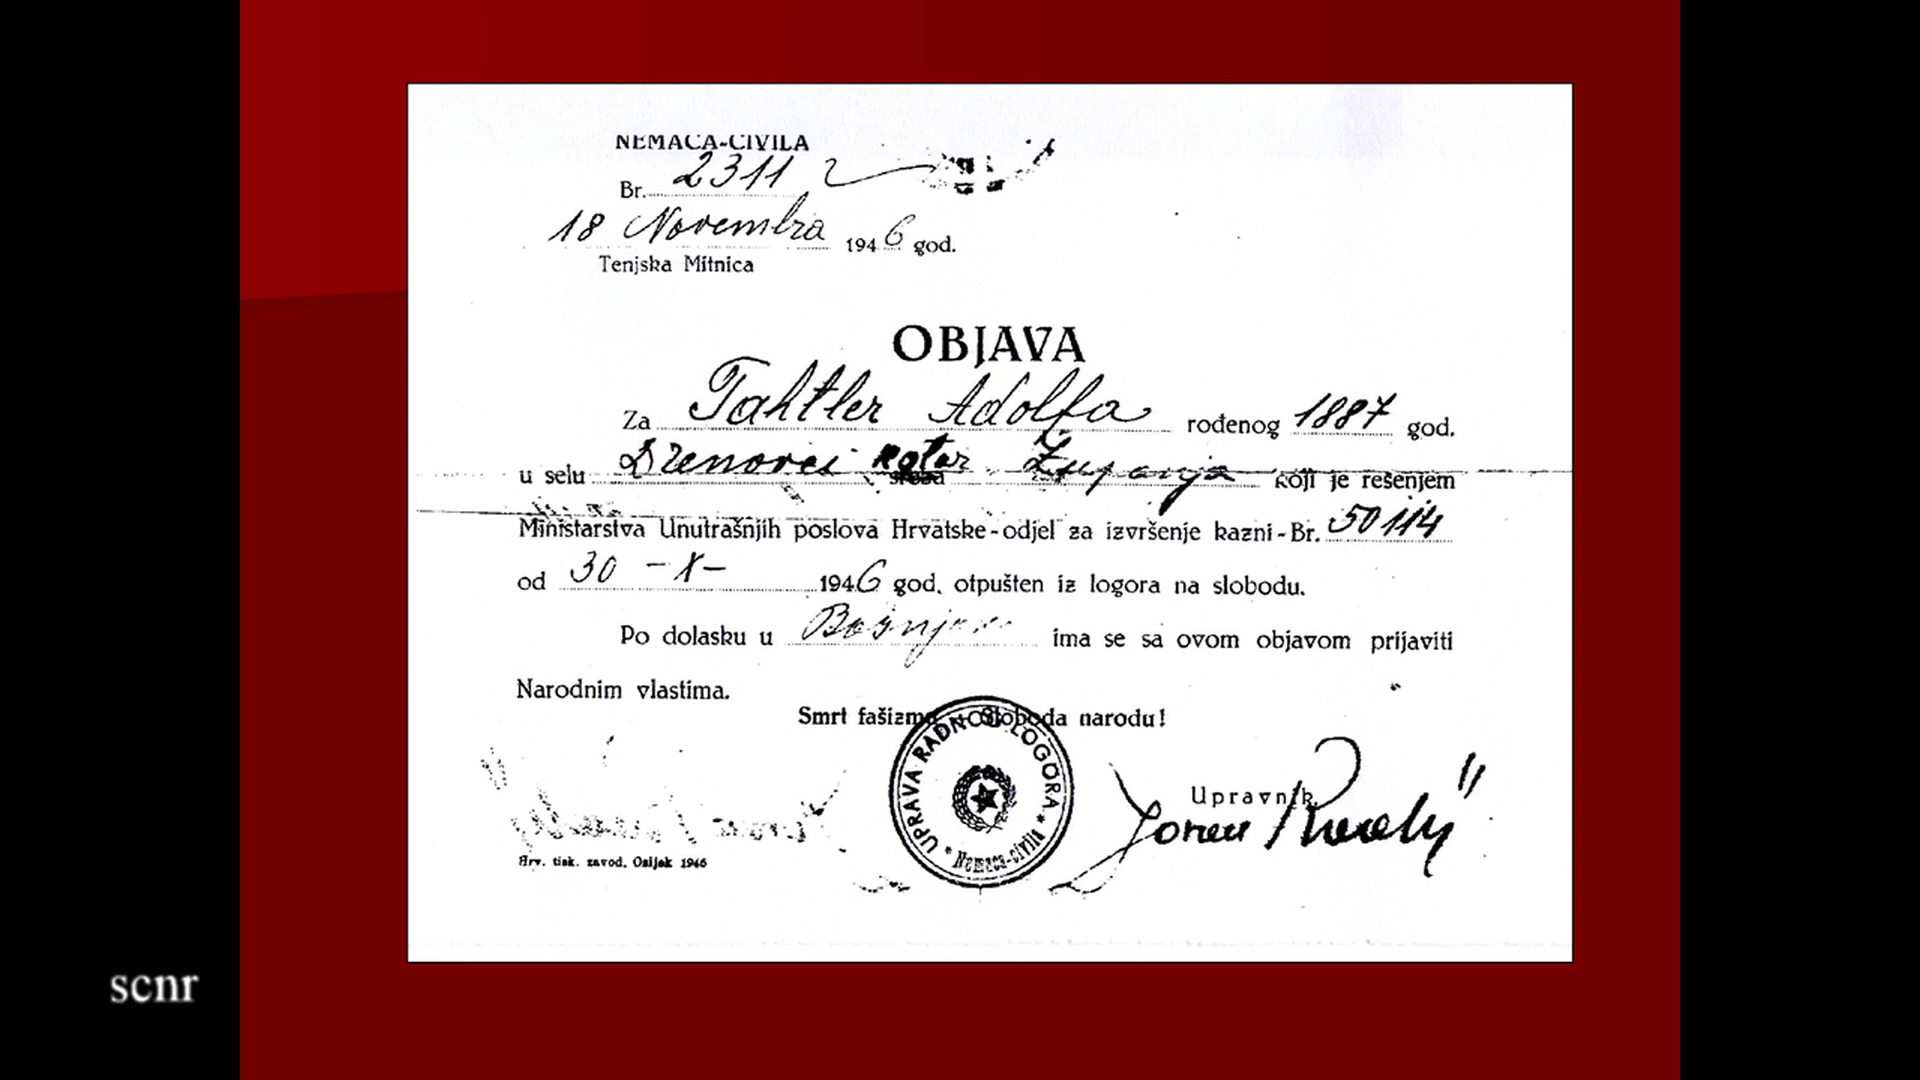 NEMACA-CIVILA
Br. 2311
18 Novembra 1946 god.
Tenjska Mitnica
OBJAVA
Za Tahtler Adolfa rođenog 1887 god.
u selu Drenovci kotar Županja koji je rešenjem
Ministarstva Unutrašnjih poslova Hrvatske-odjel za izvršenje kazni-Br. 50114
od 30 - X - 1946 god. otpušten iz logora na slobodu.
Po dolasku u ima se sa ovom objavom prijaviti
Narodnim vlastima.
Smrt fašizmu - Sloboda narodu!
UPRAVA RADNOG LOGORA
* Nemaca-civila *
Upravnik,
Hrv. tisk. zavod, Osijek 1946
scnr